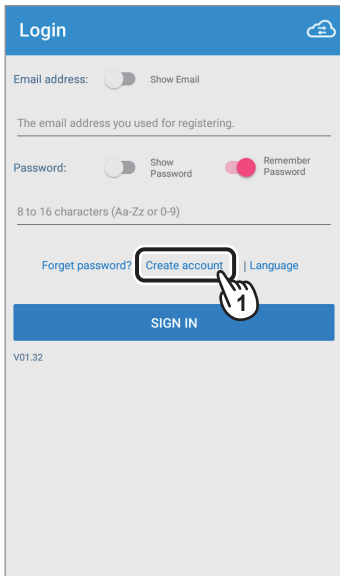 Login
Email address: Show Email
The email address you used for registering.
Password: Show Password Remember Password
8 to 16 characters (Aa-Zz or 0-9)
Forget password? Create account | Language
1
SIGN IN
V01.32